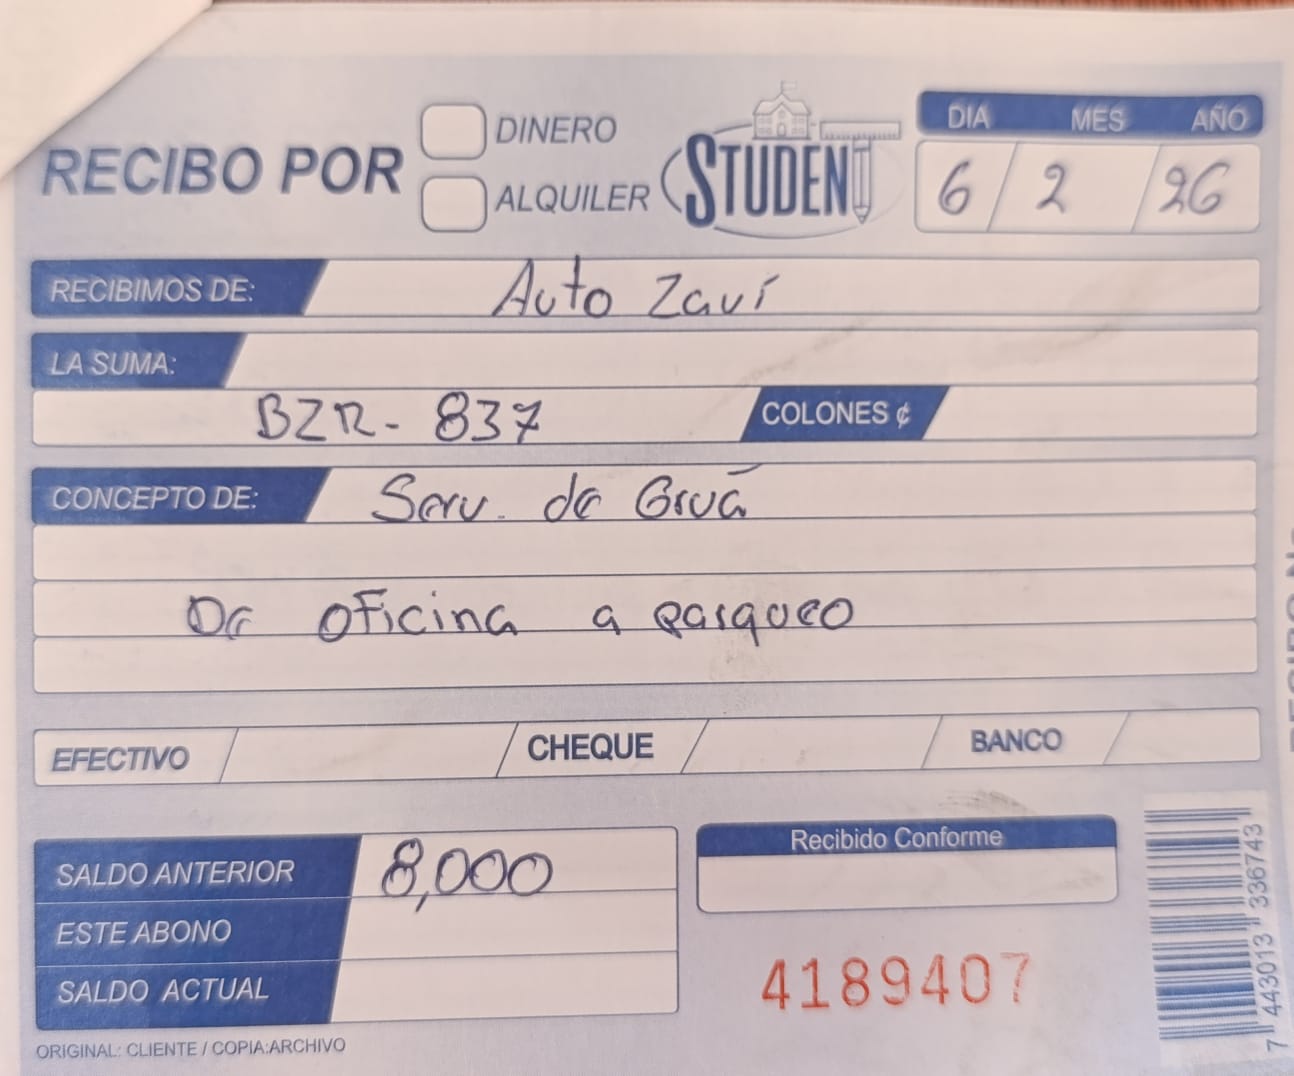 RECIBO POR
DINERO
ALQUILER
STUDENT
DIA MES AÑO
6 / 2 / 26
RECIBIMOS DE: Auto Zaví
LA SUMA:
BZR- 837 COLONES ¢
CONCEPTO DE: Serv. de Gruá
De oficina a parqueo
EFECTIVO CHEQUE BANCO
SALDO ANTERIOR 8,000
ESTE ABONO
SALDO ACTUAL
Recibido Conforme
4189407
ORIGINAL: CLIENTE / COPIA:ARCHIVO
7 443013 336743